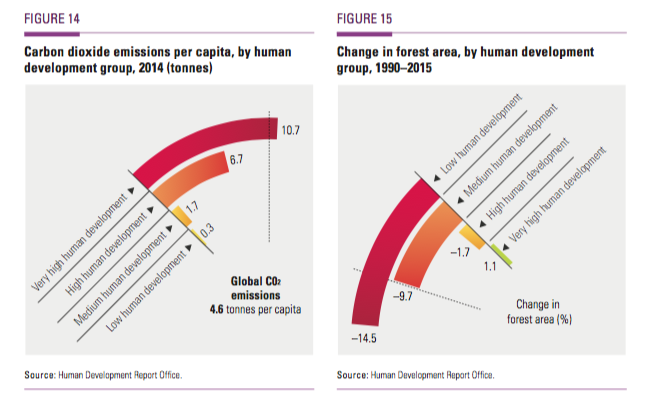 FIGURE 14
Carbon dioxide emissions per capita, by human
development group, 2014 (tonnes)
10.7
6.7
1.7
0.3
Very high human development
High human development
Medium human development
Low human development
Global CO2
emissions
4.6 tonnes per capita
Source: Human Development Report Office.
FIGURE 15
Change in forest area, by human development
group, 1990–2015
Low human development
Medium human development
High human development
Very high human development
–1.7
1.1
–9.7
–14.5
Change in
forest area (%)
Source: Human Development Report Office.